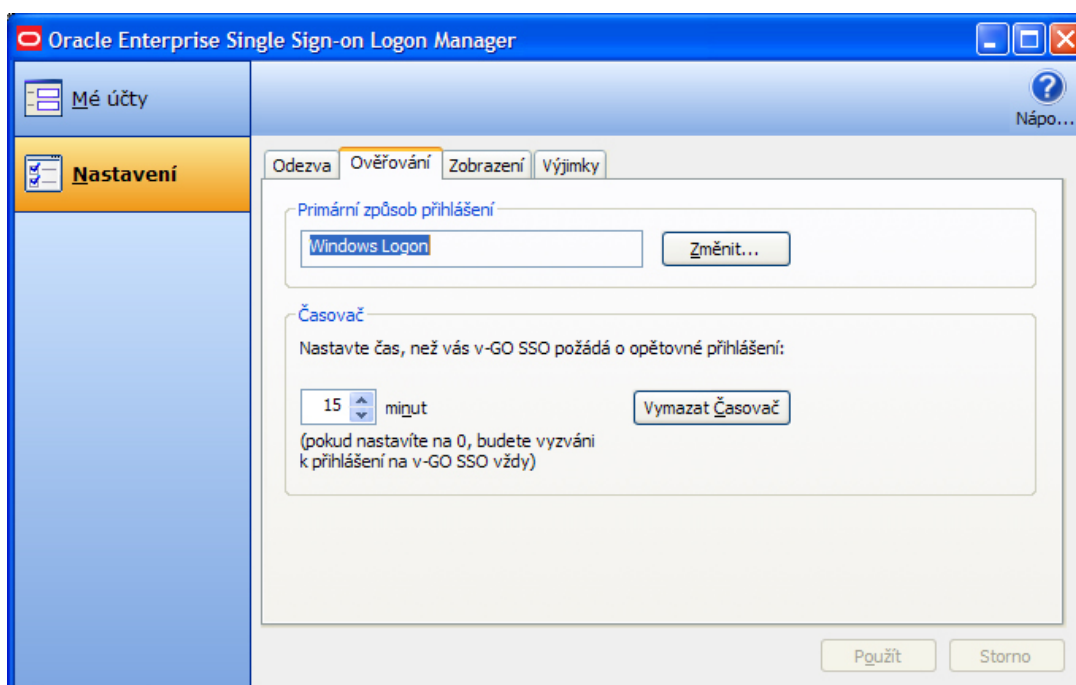 Oracle Enterprise Single Sign-on Logon Manager
Mé účty
Nápo...
Nastavení
Odezva Ověřování Zobrazení Výjimky
Primární způsob přihlášení
Windows Logon Změnit...
Časovač
Nastavte čas, než vás v-GO SSO požádá o opětovné přihlášení:
15 minut Vymazat Časovač
(pokud nastavíte na 0, budete vyzváni
k přihlášení na v-GO SSO vždy)
Použít Storno